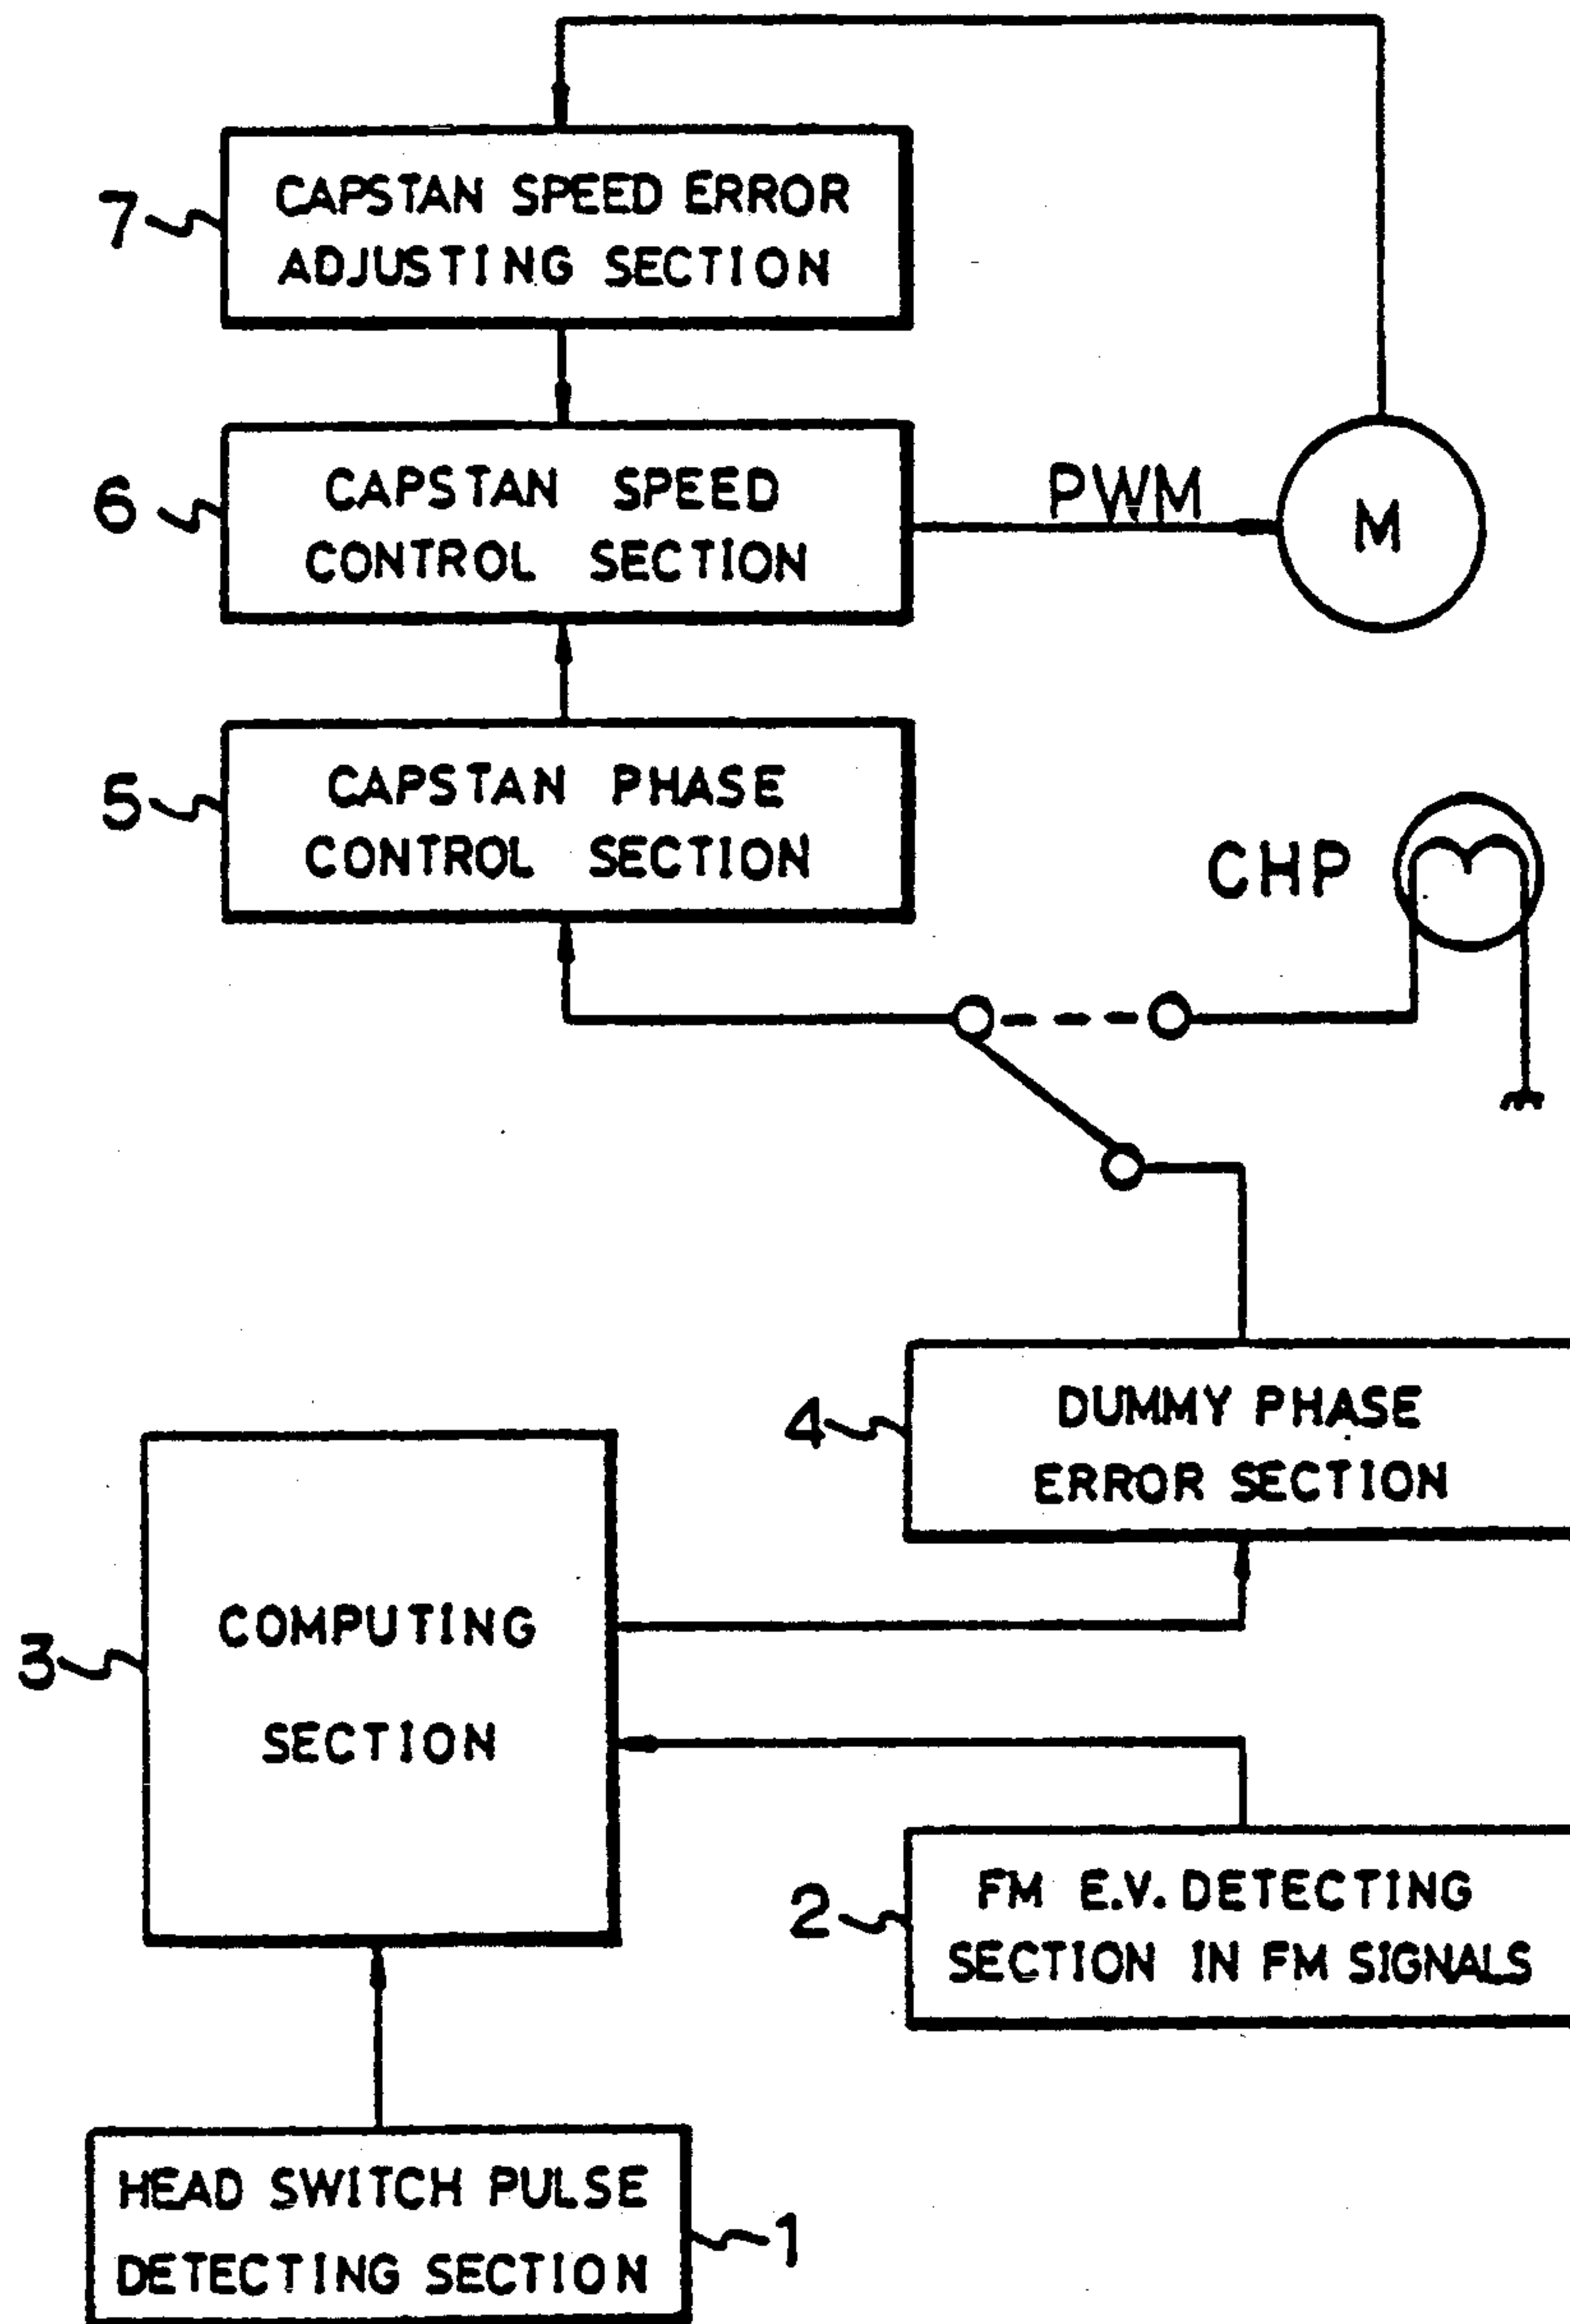 7
CAPSTAN SPEED ERROR
ADJUSTING SECTION
6
CAPSTAN SPEED
CONTROL SECTION
PWM
M
5
CAPSTAN PHASE
CONTROL SECTION
CHP
4
DUMMY PHASE
ERROR SECTION
3
COMPUTING
SECTION
2
FM E.V. DETECTING
SECTION IN FM SIGNALS
HEAD SWITCH PULSE
DETECTING SECTION
1